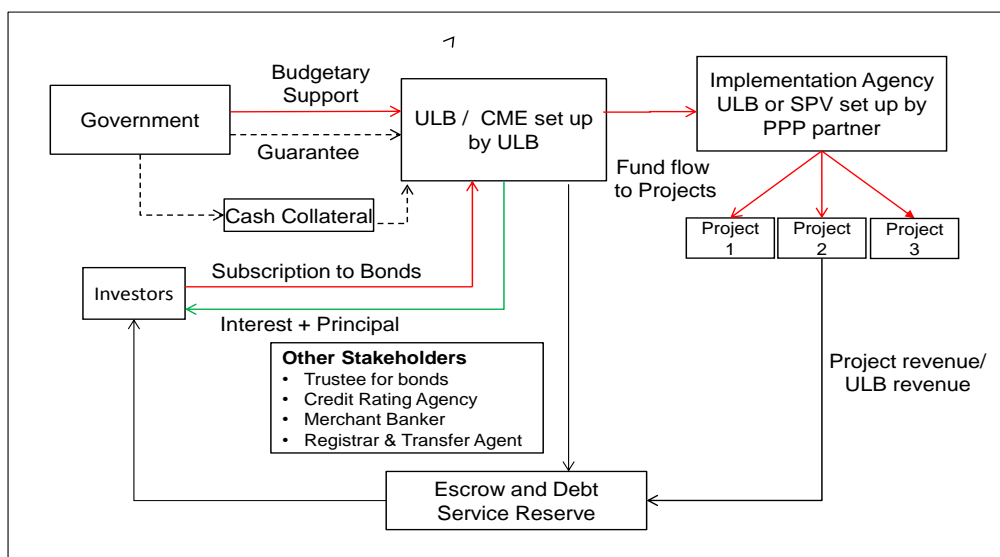 Budgetary
Support
Government
Guarantee
Cash Collateral
ULB / CME set up
by ULB
Implementation Agency
ULB or SPV set up by
PPP partner
Fund flow
to Projects
Project
1
Project
2
Project
3
Subscription to Bonds
Investors
Interest + Principal
Other Stakeholders
• Trustee for bonds
• Credit Rating Agency
• Merchant Banker
• Registrar & Transfer Agent
Project revenue/
ULB revenue
Escrow and Debt
Service Reserve